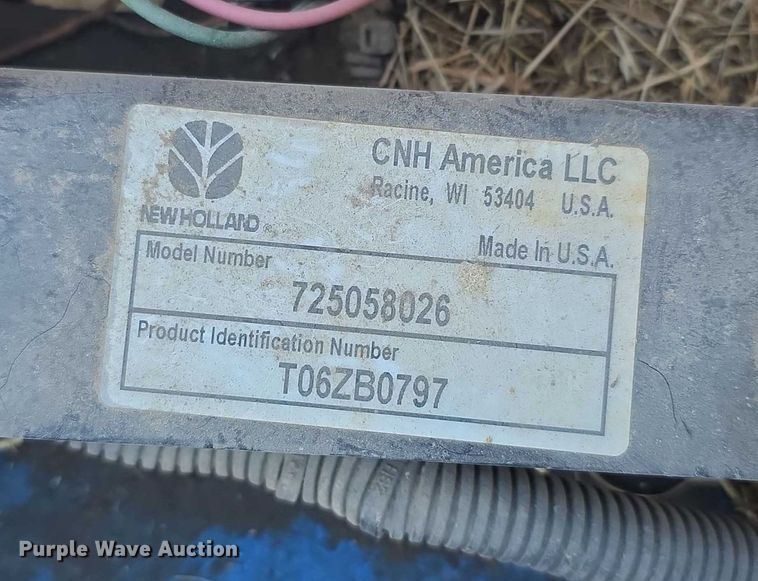 NEW HOLLAND
CNH America LLC
Racine, WI 53404 U.S.A.
Made In U.S.A.
Model Number
725058026
Product Identification Number
T06ZB0797
Purple Wave Auction